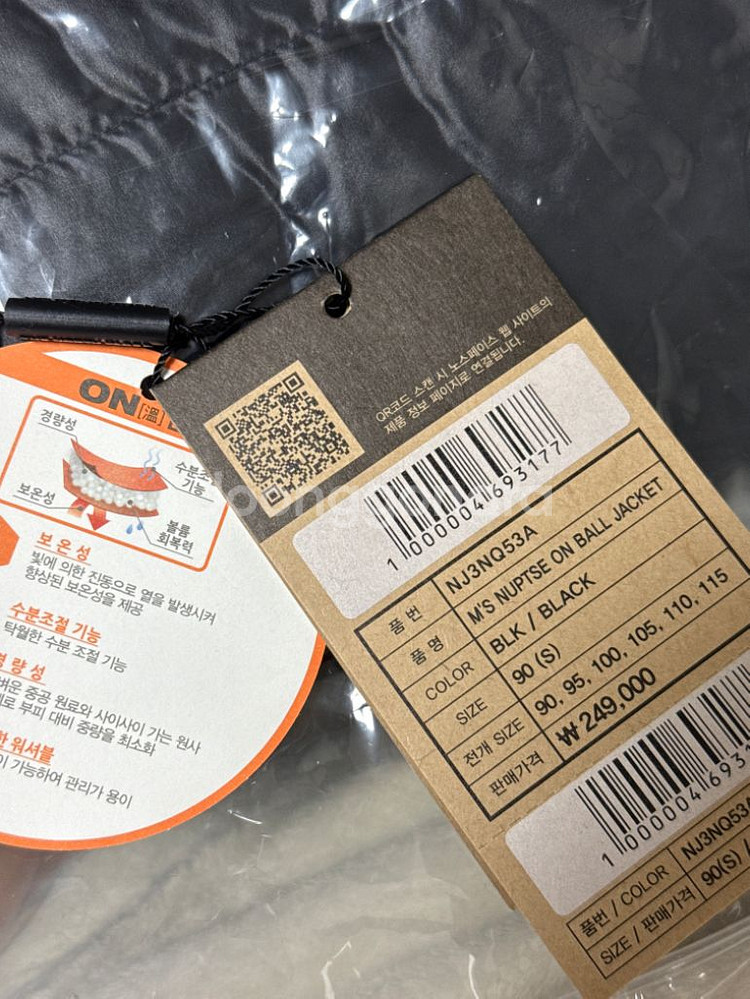 ON
溫
경량성
수분조절
기능
보온성
볼륨
회복력
보온성
빛에 의한 진동으로 열을 발생시켜
향상된 보온성을 제공
수분조절 기능
탁월한 수분 조절 기능
경량성
중공 원료와 사이사이 가는 원사
부피 대비 중량을 최소화
워셔블
가능하여 관리가 용이
QR코드 스캔 시 노스페이스 웹 사이트의
제품 정보 페이지로 연결됩니다.
1000004693177
품번 NJ3NQ53A
품명 M'S NUPTSE ON BALL JACKET
COLOR BLK / BLACK
SIZE 90 (S)
전개 SIZE 90, 95, 100, 105, 110, 115
판매가격 ₩ 249,000
1000004693
품번 / COLOR NJ3NQ53
SIZE / 판매가격 90(S) /